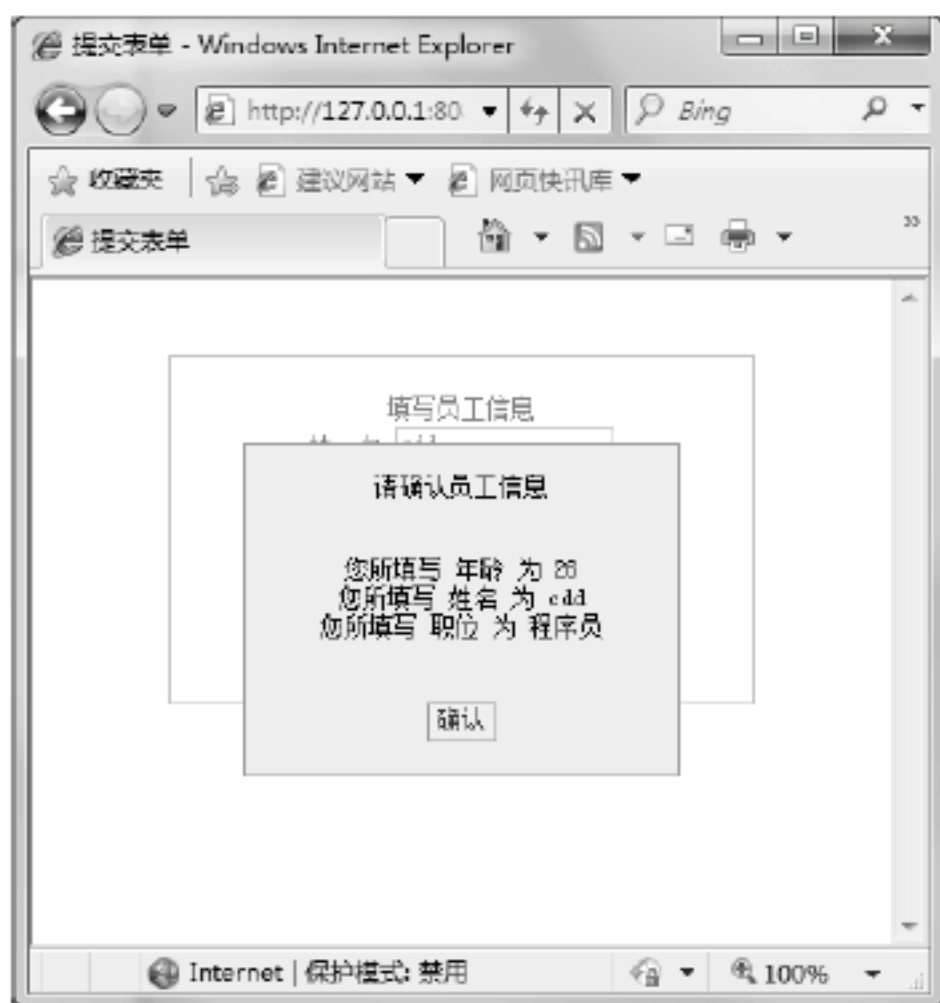 提交表单 - Windows Internet Explorer
http://127.0.0.1:80
Bing
收藏夹
建议网站
网页快讯库
提交表单
填写员工信息
请确认员工信息
您所填写 年龄 为 26
您所填写 姓名 为 cdd
您所填写 职位 为 程序员
确认
Internet | 保护模式: 禁用
100%